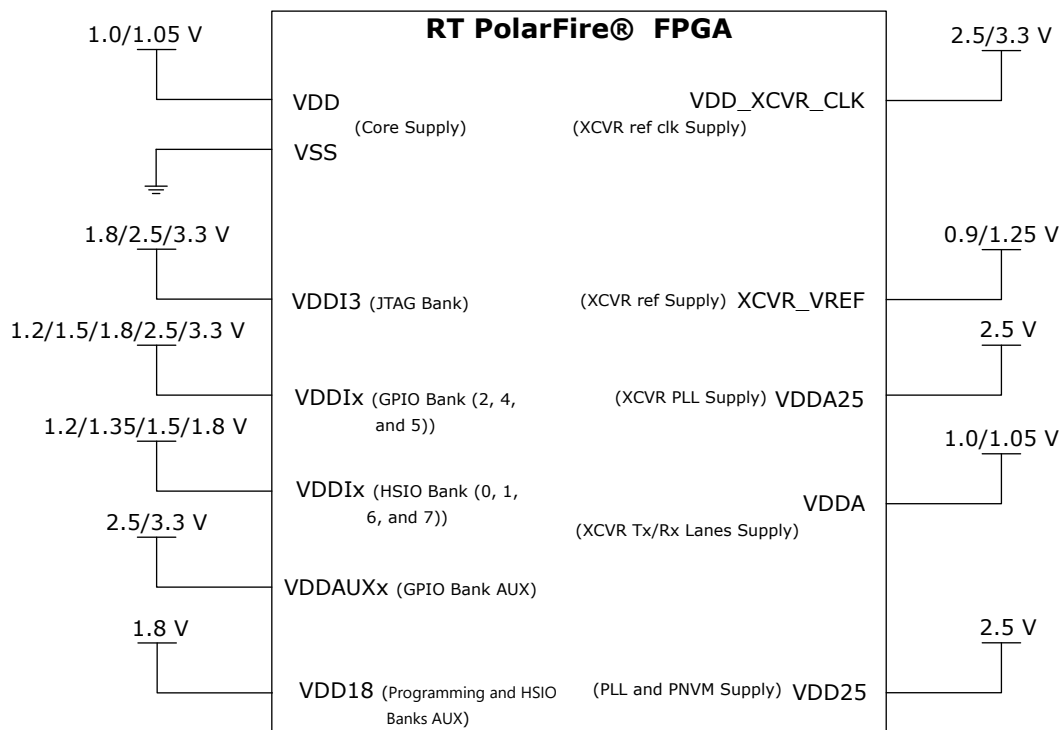 RT PolarFire® FPGA
1.0/1.05 V
VDD
(Core Supply)
VSS
1.8/2.5/3.3 V
VDDI3 (JTAG Bank)
1.2/1.5/1.8/2.5/3.3 V
VDDIx (GPIO Bank (2, 4,
and 5))
1.2/1.35/1.5/1.8 V
VDDIx (HSIO Bank (0, 1,
6, and 7))
2.5/3.3 V
VDDAUXx (GPIO Bank AUX)
1.8 V
VDD18 (Programming and HSIO
Banks AUX)
2.5/3.3 V
VDD_XCVR_CLK
(XCVR ref clk Supply)
0.9/1.25 V
(XCVR ref Supply) XCVR_VREF
2.5 V
(XCVR PLL Supply) VDDA25
1.0/1.05 V
VDDA
(XCVR Tx/Rx Lanes Supply)
2.5 V
(PLL and PNVM Supply) VDD25